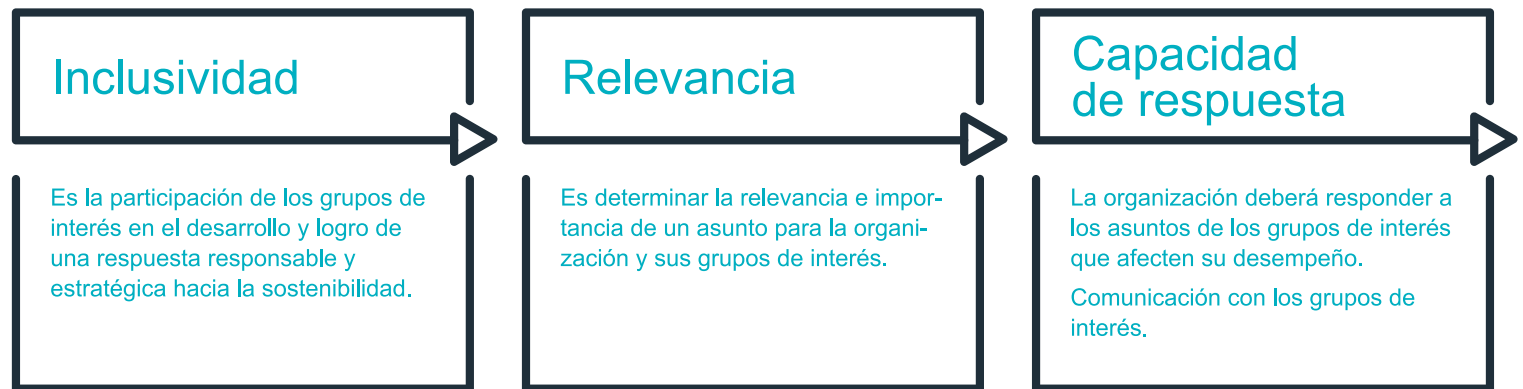 Inclusividad
Es la participación de los grupos de
interés en el desarrollo y logro de
una respuesta responsable y
estratégica hacia la sostenibilidad.
Relevancia
Es determinar la relevancia e impor-
tancia de un asunto para la organi-
zación y sus grupos de interés.
Capacidad
de respuesta
La organización deberá responder a
los asuntos de los grupos de interés
que afecten su desempeño.
Comunicación con los grupos de
interés.